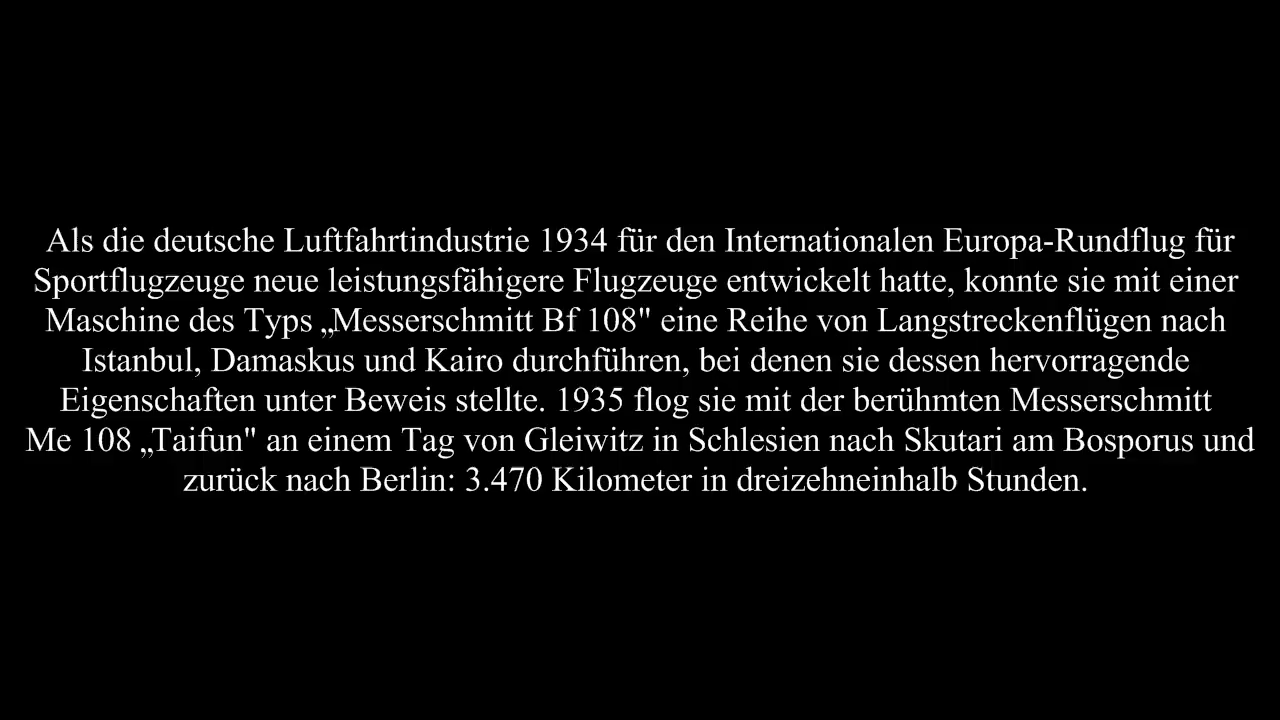 Als die deutsche Luftfahrtindustrie 1934 für den Internationalen Europa-Rundflug für
Sportflugzeuge neue leistungsfähigere Flugzeuge entwickelt hatte, konnte sie mit einer
Maschine des Typs „Messerschmitt Bf 108" eine Reihe von Langstreckenflügen nach
Istanbul, Damaskus und Kairo durchführen, bei denen sie dessen hervorragende
Eigenschaften unter Beweis stellte. 1935 flog sie mit der berühmten Messerschmitt
Me 108 „Taifun" an einem Tag von Gleiwitz in Schlesien nach Skutari am Bosporus und
zurück nach Berlin: 3.470 Kilometer in dreizehneinhalb Stunden.